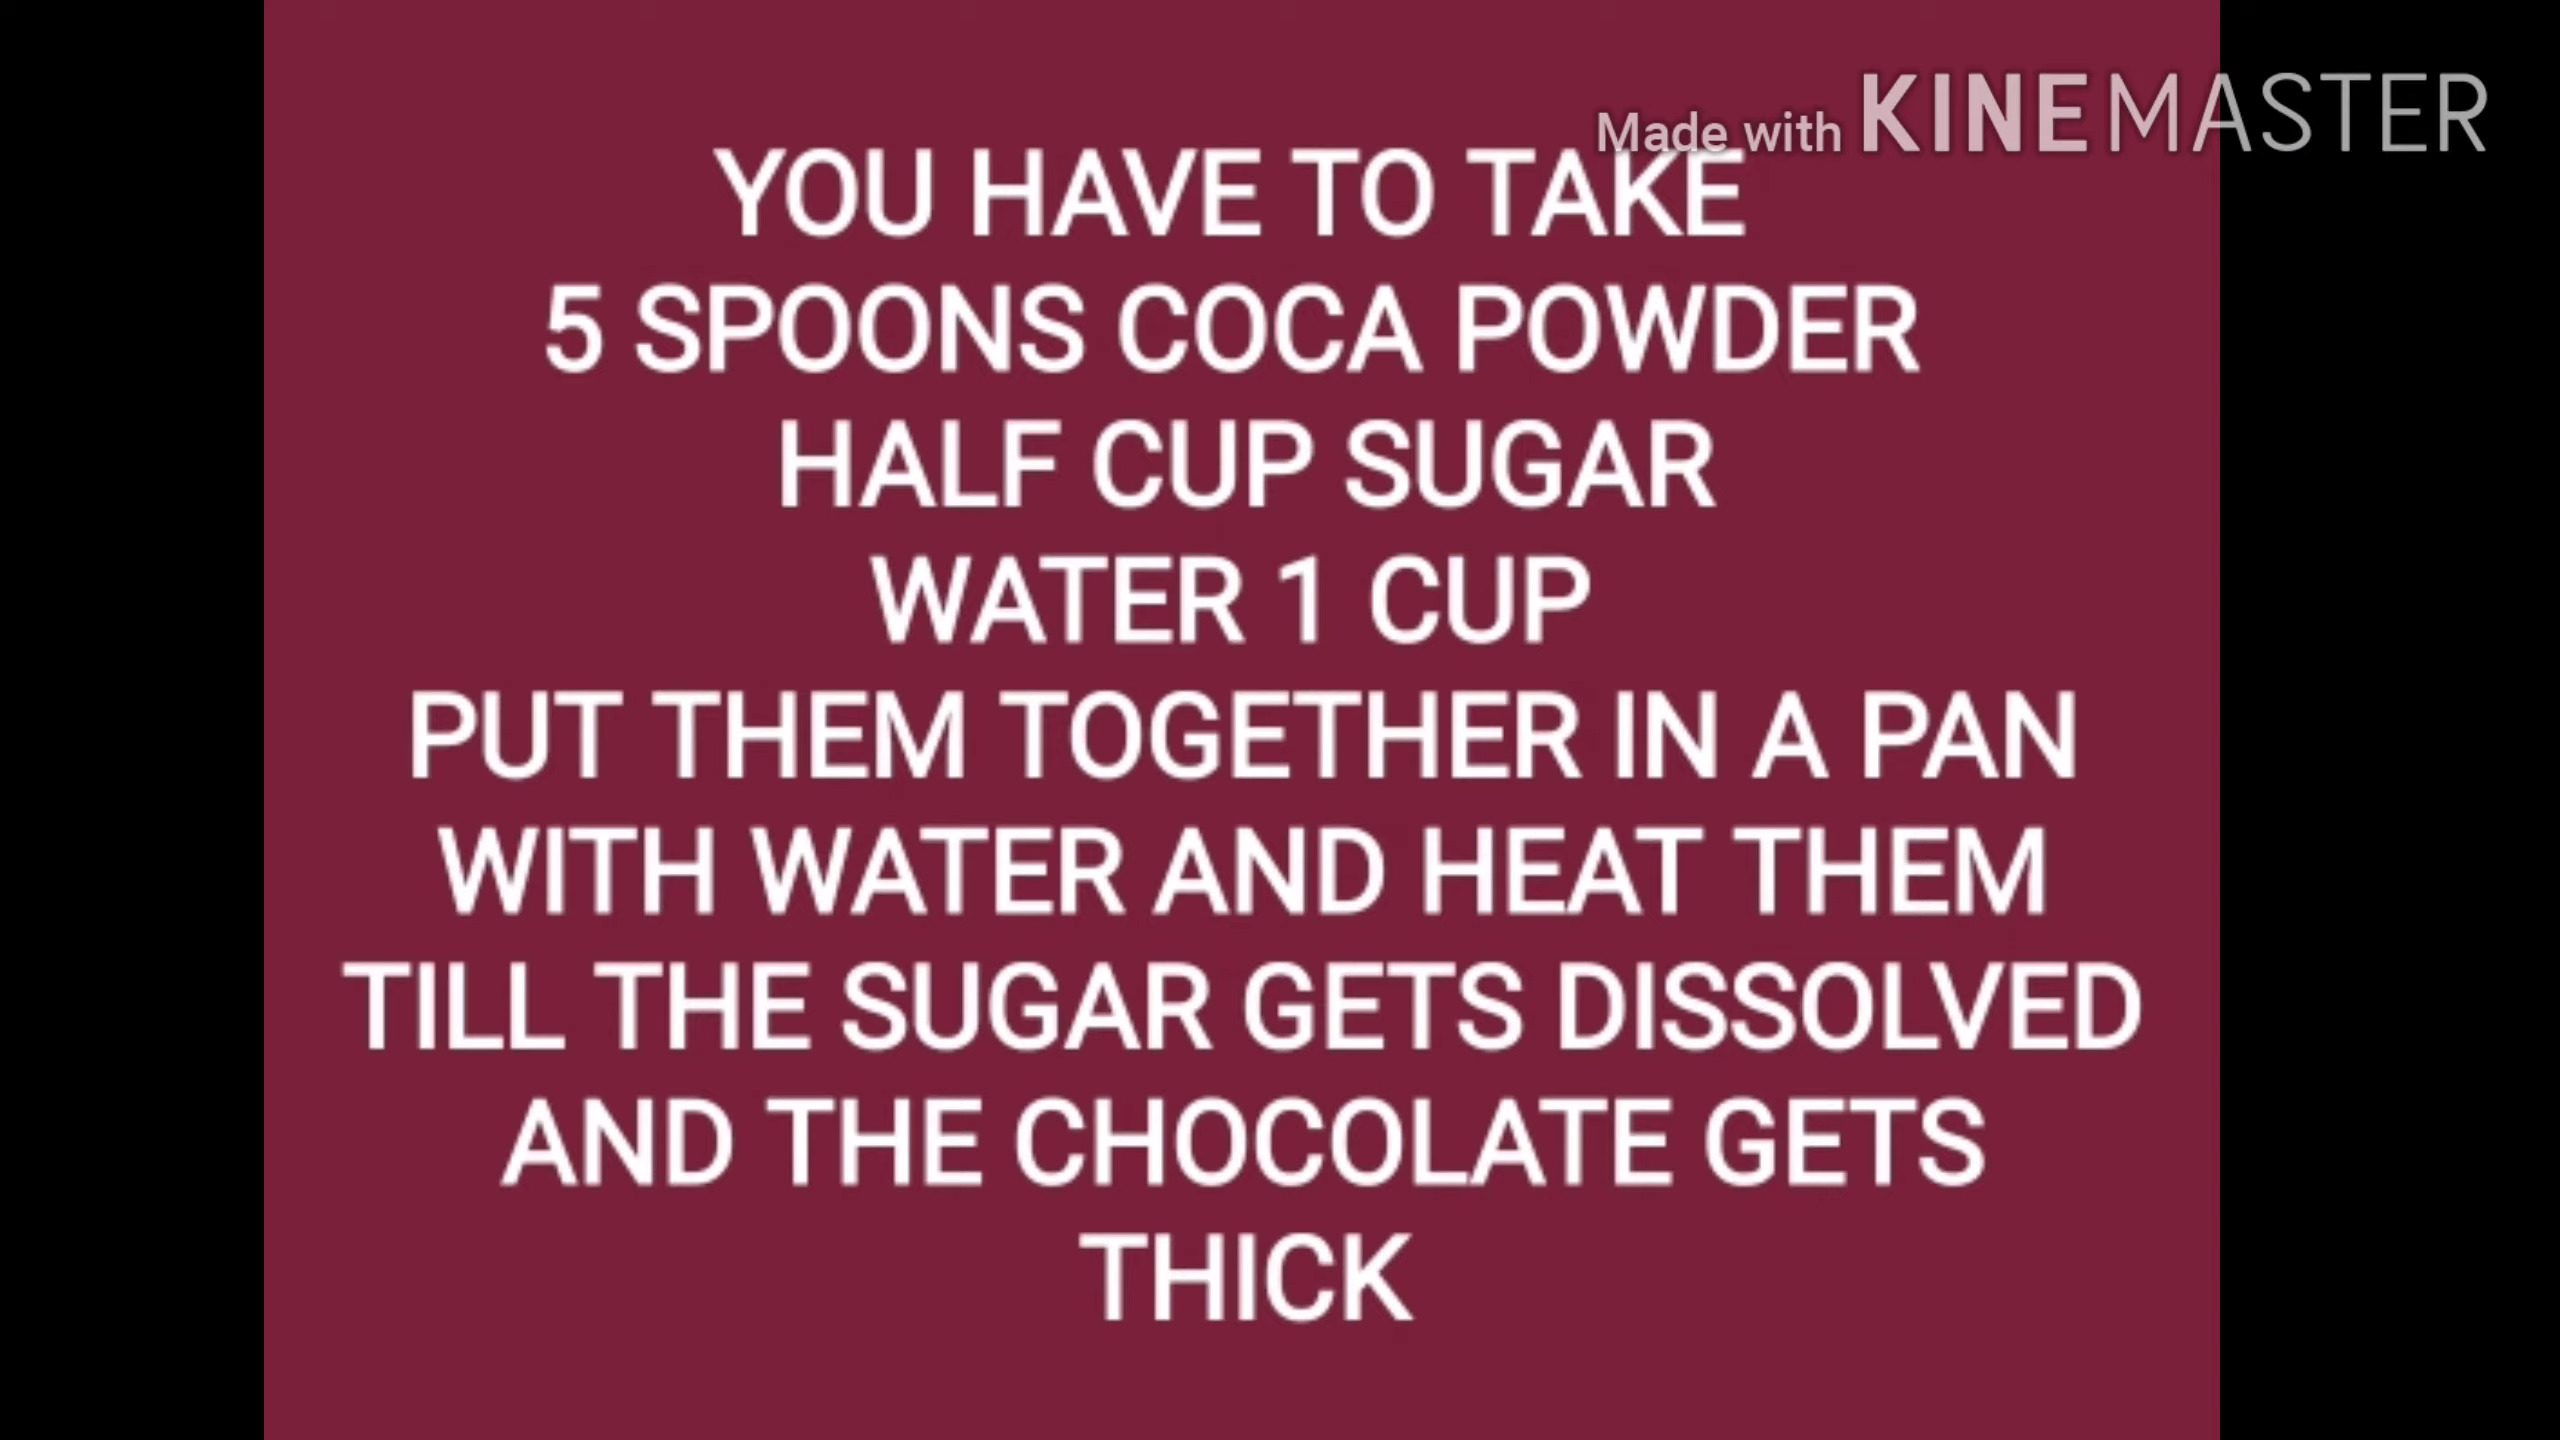 Made with KINEMASTER
YOU HAVE TO TAKE
5 SPOONS COCA POWDER
HALF CUP SUGAR
WATER 1 CUP
PUT THEM TOGETHER IN A PAN
WITH WATER AND HEAT THEM
TILL THE SUGAR GETS DISSOLVED
AND THE CHOCOLATE GETS
THICK